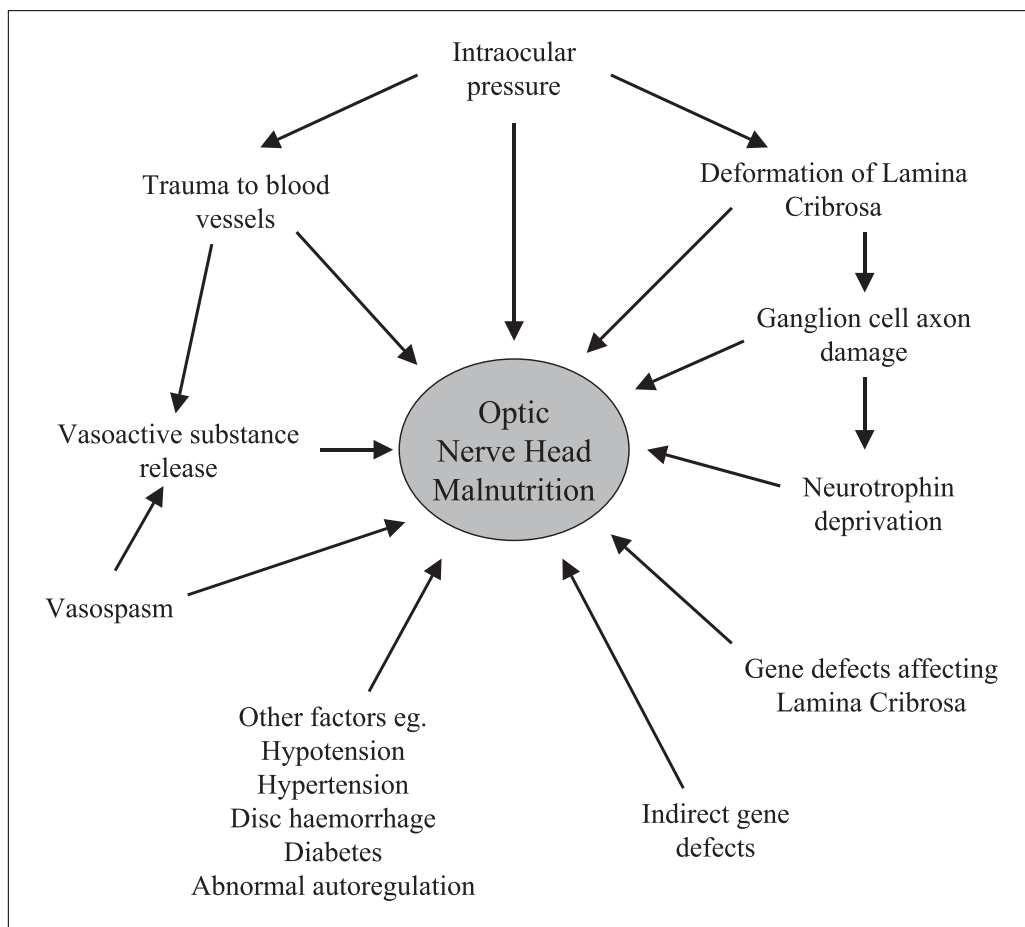 Intraocular
pressure
Trauma to blood
vessels
Deformation of Lamina
Cribrosa
Ganglion cell axon
damage
Optic
Nerve Head
Malnutrition
Vasoactive substance
release
Neurotrophin
deprivation
Vasospasm
Gene defects affecting
Lamina Cribrosa
Other factors eg.
Hypotension
Hypertension
Disc haemorrhage
Diabetes
Abnormal autoregulation
Indirect gene
defects